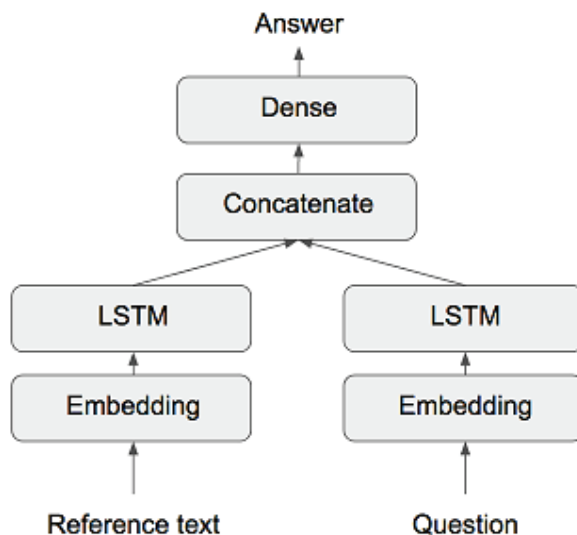 Answer
Dense
Concatenate
LSTM
LSTM
Embedding
Embedding
Reference text
Question